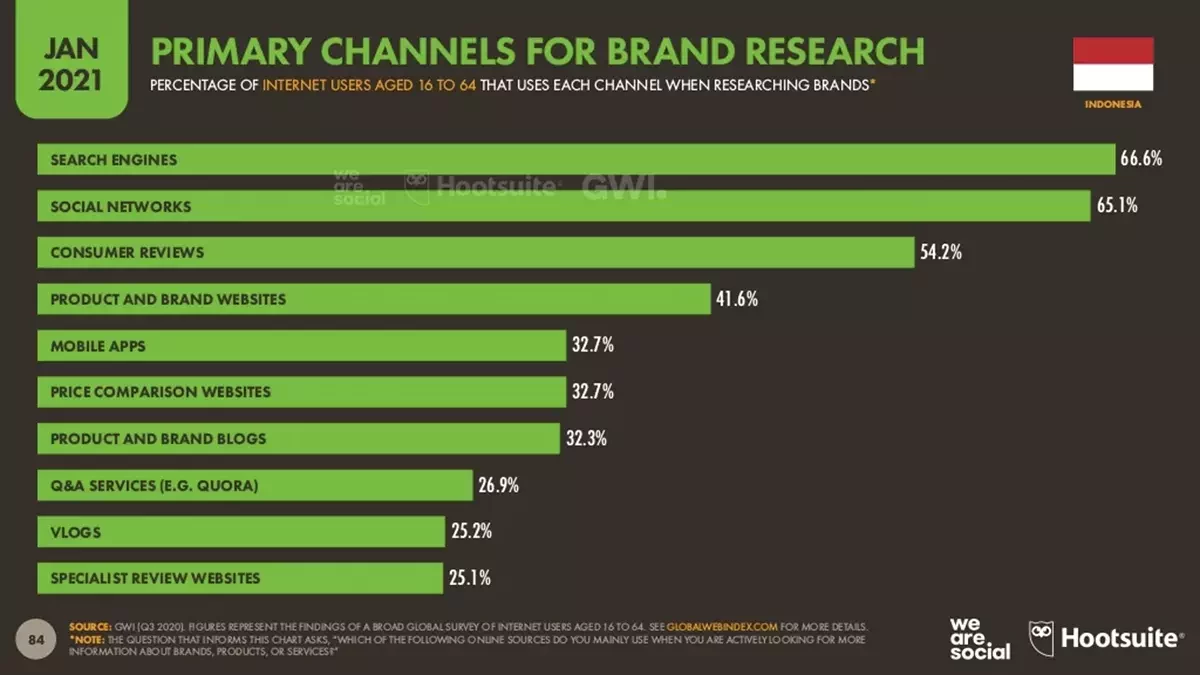 JAN
2021
PRIMARY CHANNELS FOR BRAND RESEARCH
PERCENTAGE OF INTERNET USERS AGED 16 TO 64 THAT USES EACH CHANNEL WHEN RESEARCHING BRANDS*
INDONESIA
SEARCH ENGINES 66.6%
we are. social Hootsuite® GWI.
SOCIAL NETWORKS 65.1%
CONSUMER REVIEWS 54.2%
PRODUCT AND BRAND WEBSITES 41.6%
MOBILE APPS 32.7%
PRICE COMPARISON WEBSITES 32.7%
PRODUCT AND BRAND BLOGS 32.3%
Q&A SERVICES (E.G. QUORA) 26.9%
VLOGS 25.2%
SPECIALIST REVIEW WEBSITES 25.1%
84
SOURCE: GWI (Q3 2020). FIGURES REPRESENT THE FINDINGS OF A BROAD GLOBAL SURVEY OF INTERNET USERS AGED 16 TO 64. SEE GLOBALWEBINDEX.COM FOR MORE DETAILS.
*NOTE: THE QUESTION THAT INFORMS THIS CHART ASKS, "WHICH OF THE FOLLOWING ONLINE SOURCES DO YOU MAINLY USE WHEN YOU ARE ACTIVELY LOOKING FOR MORE
INFORMATION ABOUT BRANDS, PRODUCTS, OR SERVICES?"
we
are.
social
Hootsuite®